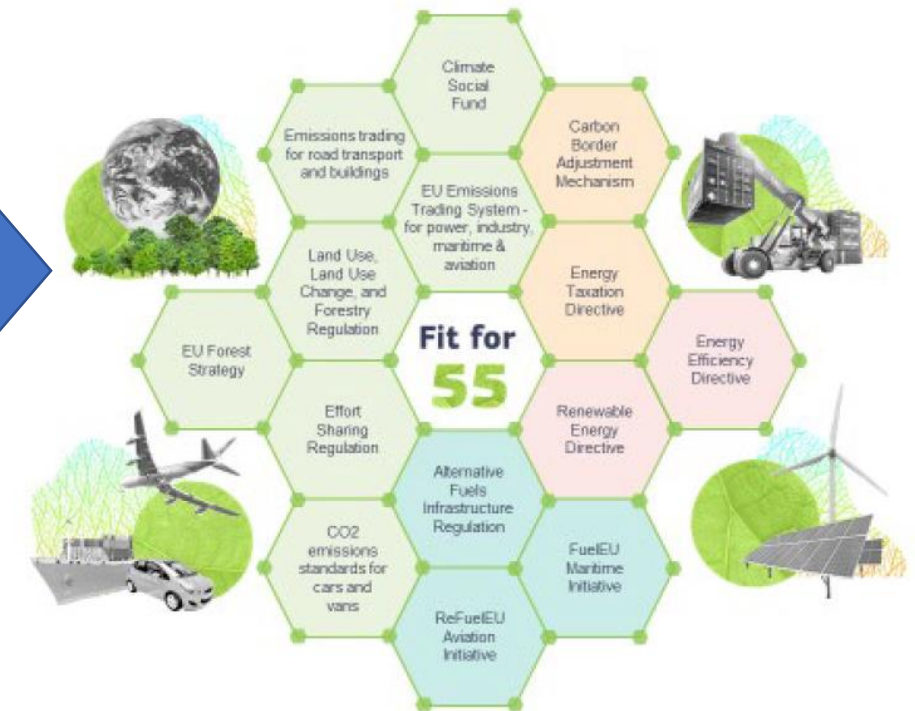 Climate
Social
Fund
Emissions trading
for road transport
and buildings
Carbon
Border
Adjustment
Mechanism
EU Emissions
Trading System -
for power, industry,
maritime &
aviation
Land Use,
Land Use
Change, and
Forestry
Regulation
Energy
Taxation
Directive
EU Forest
Strategy
Fit for
55
Energy
Efficiency
Directive
Effort
Sharing
Regulation
Renewable
Energy
Directive
Alternative
Fuels
Infrastructure
Regulation
CO2
emissions
standards for
cars and
vans
FuelEU
Maritime
Initiative
ReFuelEU
Aviation
Initiative